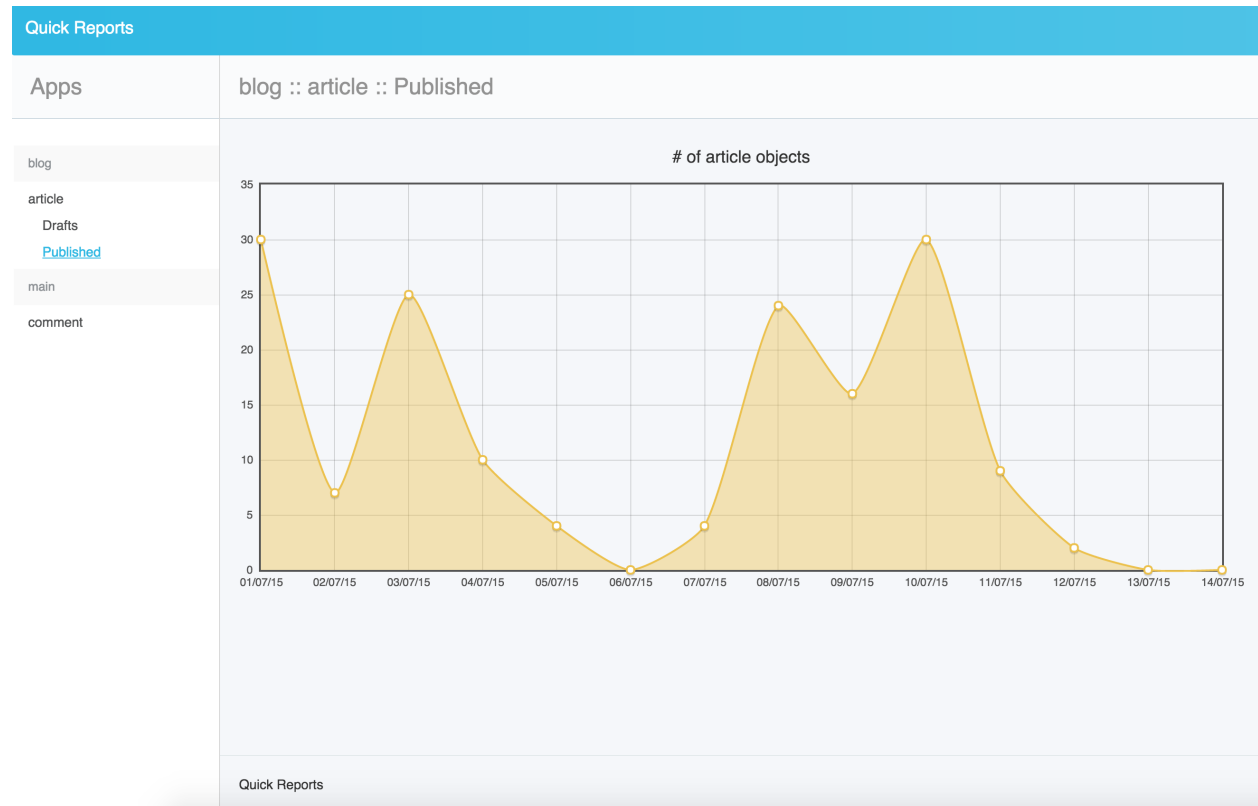 Quick Reports
Apps
blog :: article :: Published
blog
article
Drafts
Published
main
comment
# of article objects
35
30
25
20
15
10
5
0
01/07/15 02/07/15 03/07/15 04/07/15 05/07/15 06/07/15 07/07/15 08/07/15 09/07/15 10/07/15 11/07/15 12/07/15 13/07/15 14/07/15
Quick Reports